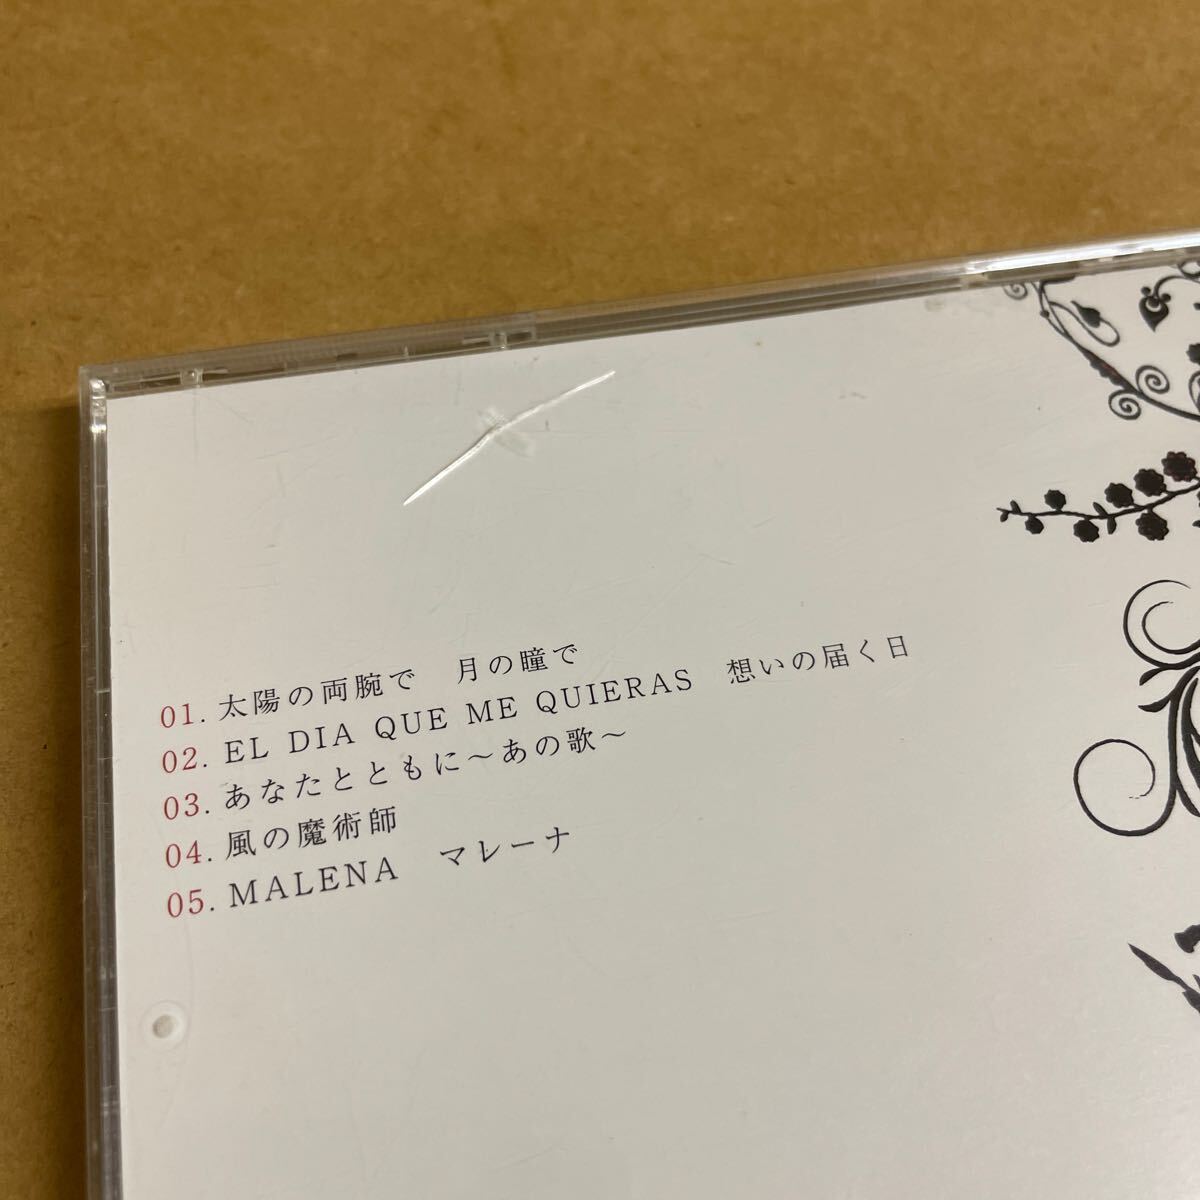 01. 太陽の両腕で　月の瞳で
02. EL DIA QUE ME QUIERAS　想いの届く日
03. あなたとともに～あの歌～
04. 風の魔術師
05. MALENA　マレーナ